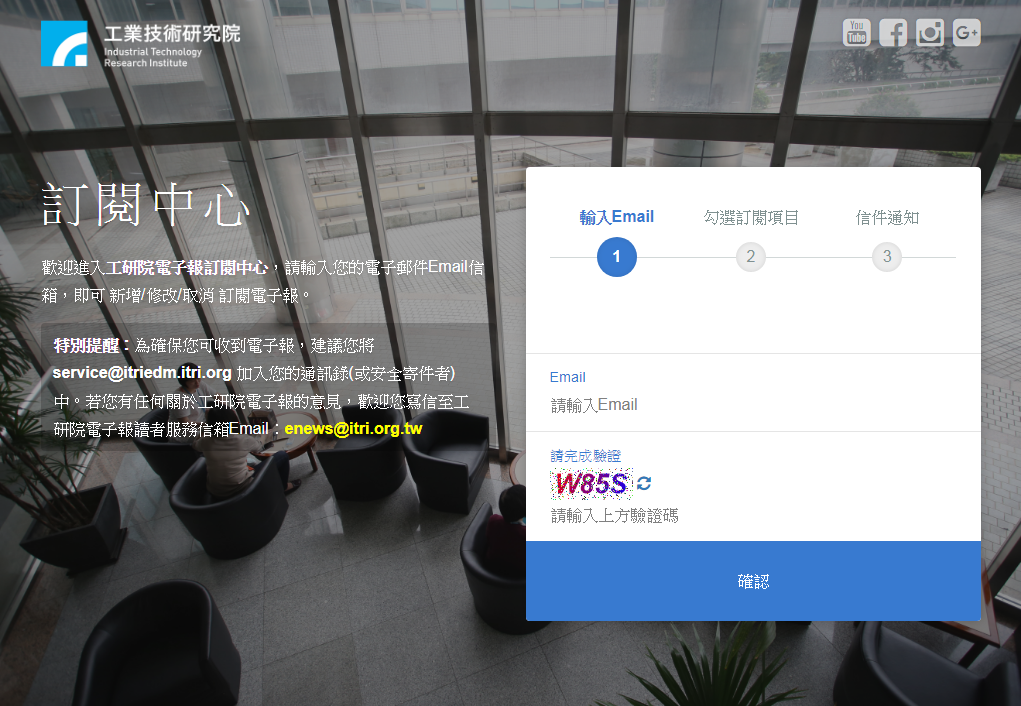 工業技術研究院
Industrial Technology
Research Institute
You
Tube
G+
訂閱中心
歡迎進入工研院電子報訂閱中心，請輸入您的電子郵件Email信
箱，即可 新增/修改/取消 訂閱電子報。
特別提醒：為確保您可收到電子報，建議您將
service@itriedm.itri.org 加入您的通訊錄(或安全寄件者)
中。若您有任何關於工研院電子報的意見，歡迎您寫信至工
研院電子報讀者服務信箱Email：enews@itri.org.tw
輸入Email 勾選訂閱項目 信件通知
1 2 3
Email
請輸入Email
請完成驗證
W85S
請輸入上方驗證碼
確認